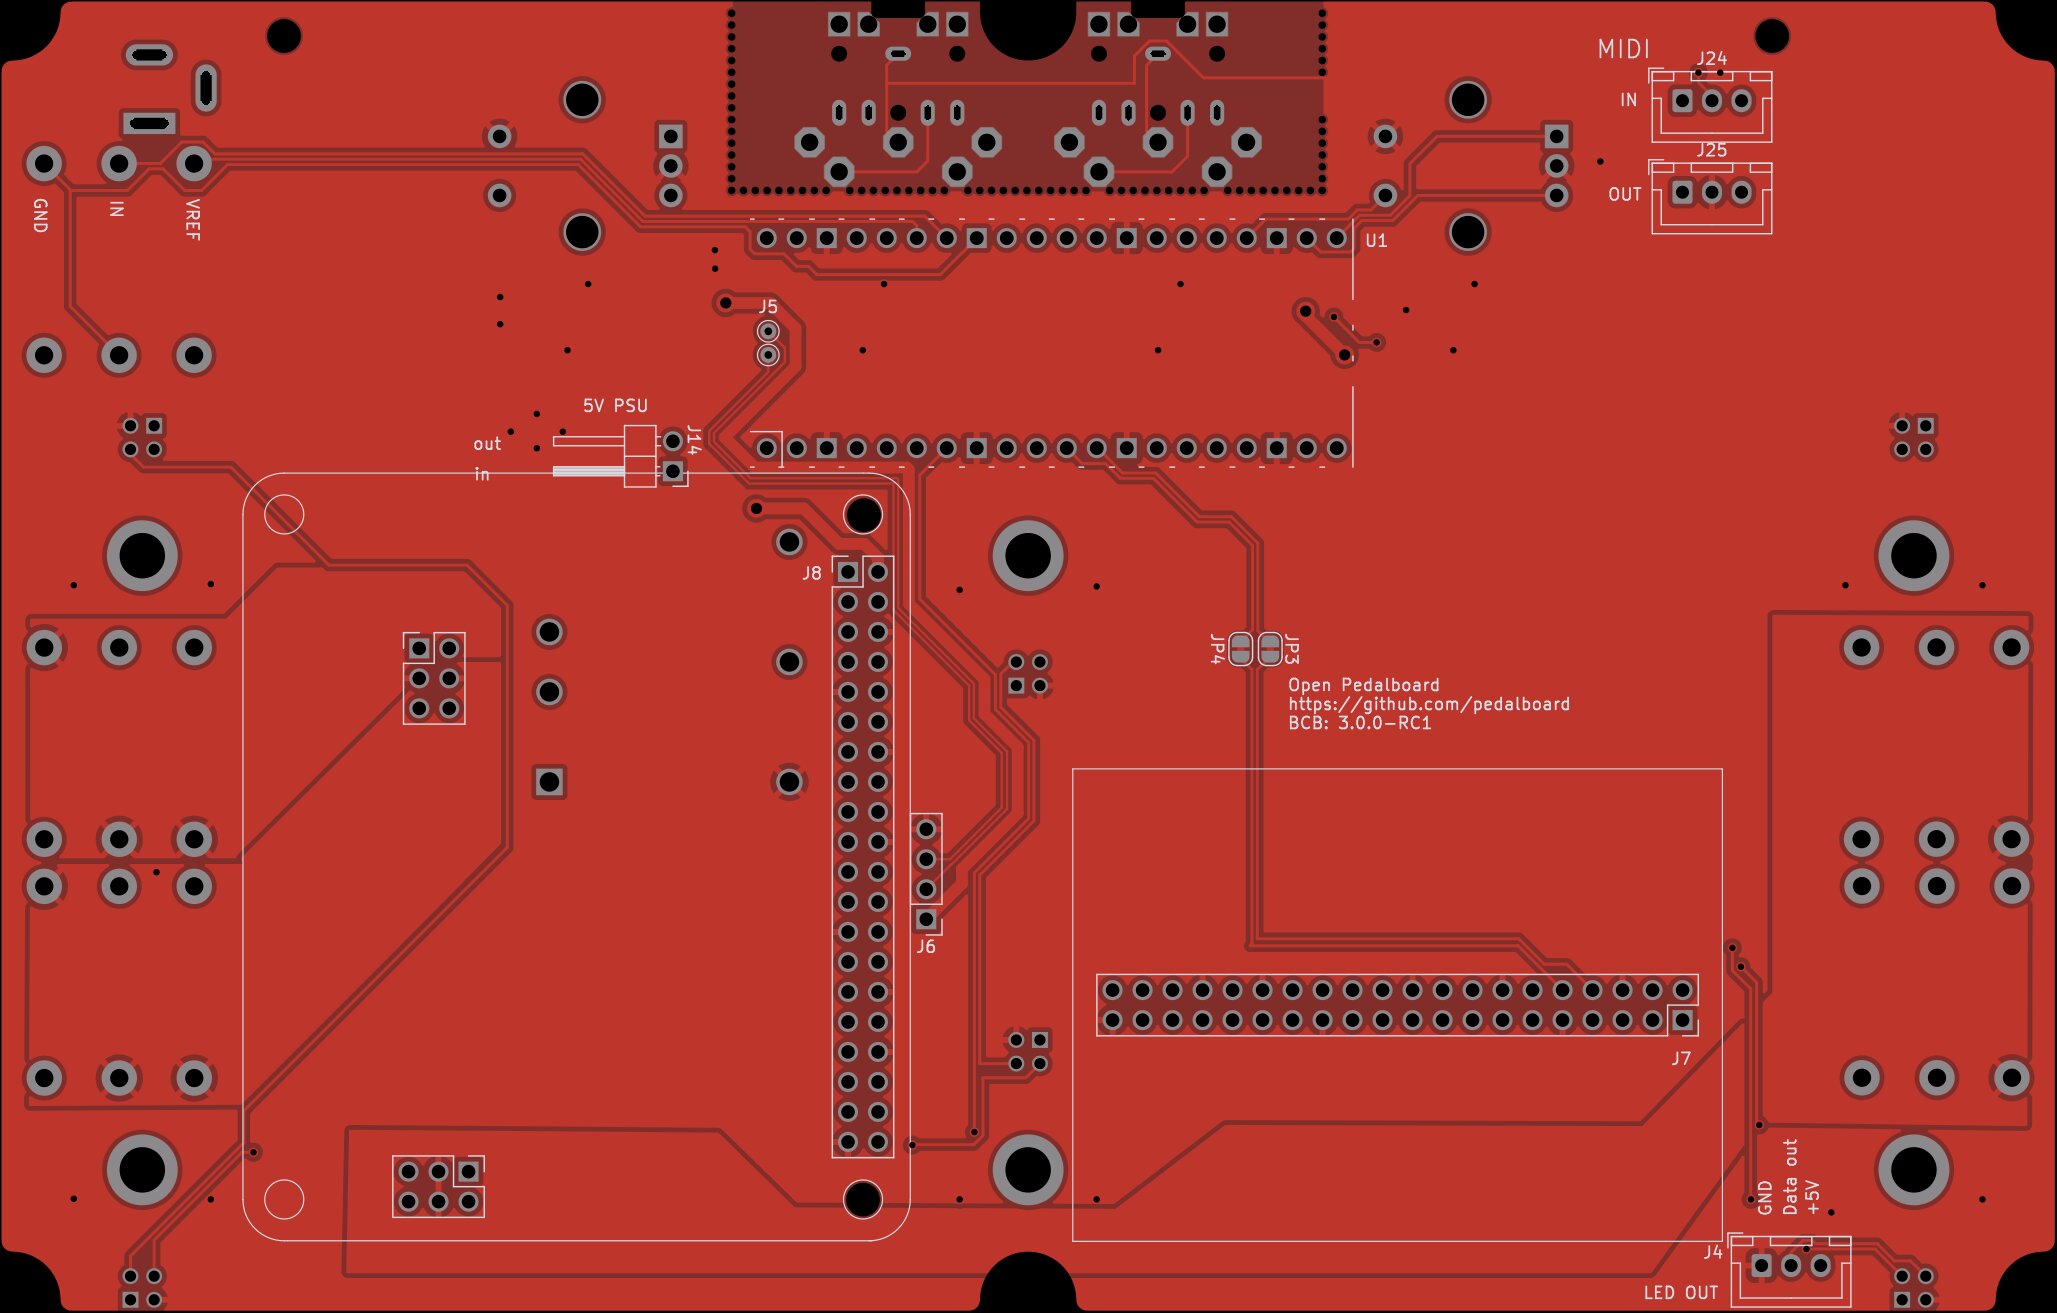 MIDI
J24
IN
J25
OUT
GND
IN
VREF
U1
J5
5V PSU
out
in
J14
J8
JP4
JP3
Open Pedalboard
https://github.com/pedalboard
BCB: 3.0.0-RC1
J6
J7
GND
Data out
+5V
J4
LED OUT